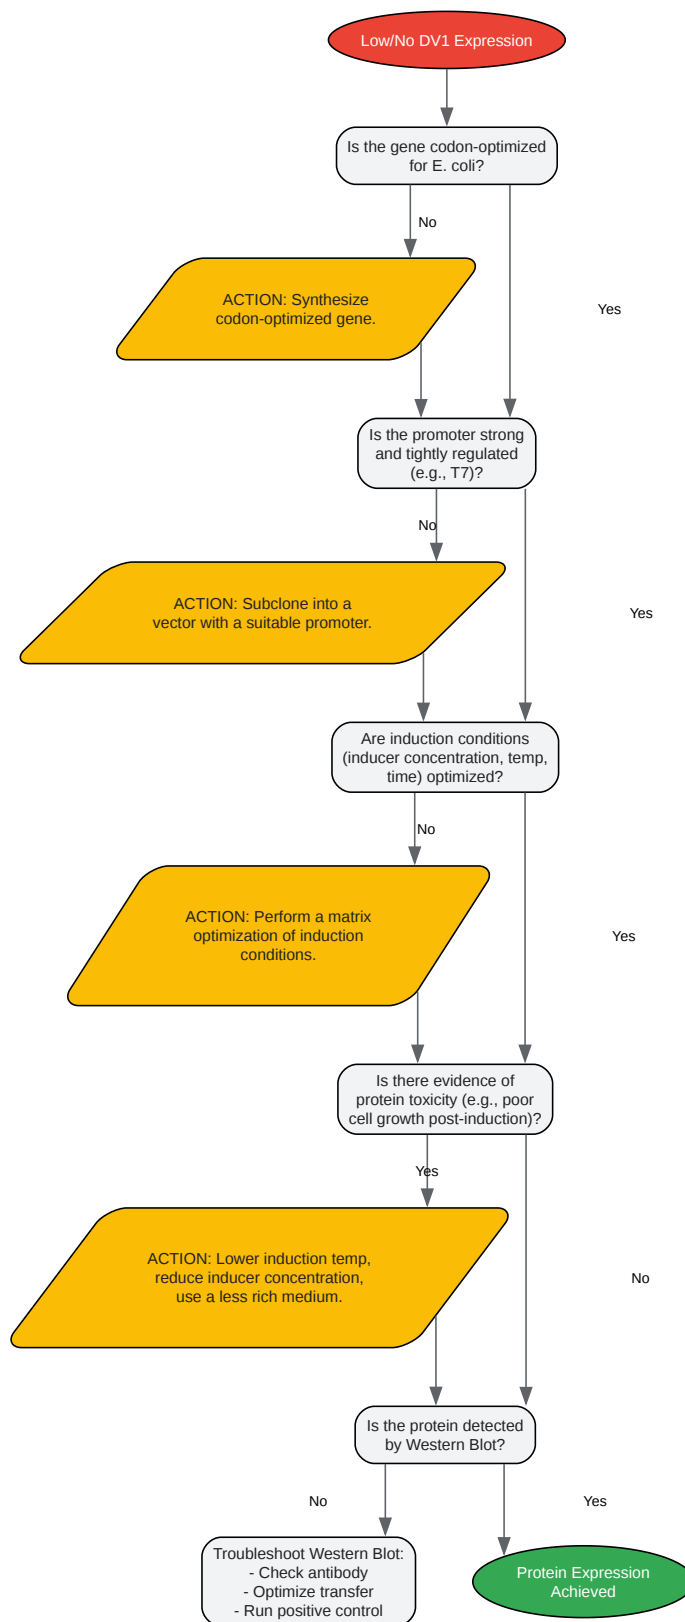 Low/No DV1 Expression
Is the gene codon-optimized
for E. coli?
No
ACTION: Synthesize
codon-optimized gene.
Yes
Is the promoter strong
and tightly regulated
(e.g., T7)?
No
ACTION: Subclone into a
vector with a suitable promoter.
Yes
Are induction conditions
(inducer concentration, temp,
time) optimized?
No
ACTION: Perform a matrix
optimization of induction
conditions.
Yes
Is there evidence of
protein toxicity (e.g., poor
cell growth post-induction)?
Yes
ACTION: Lower induction temp,
reduce inducer concentration,
use a less rich medium.
No
Is the protein detected
by Western Blot?
No
Yes
Troubleshoot Western Blot:
- Check antibody
- Optimize transfer
- Run positive control
Protein Expression
Achieved